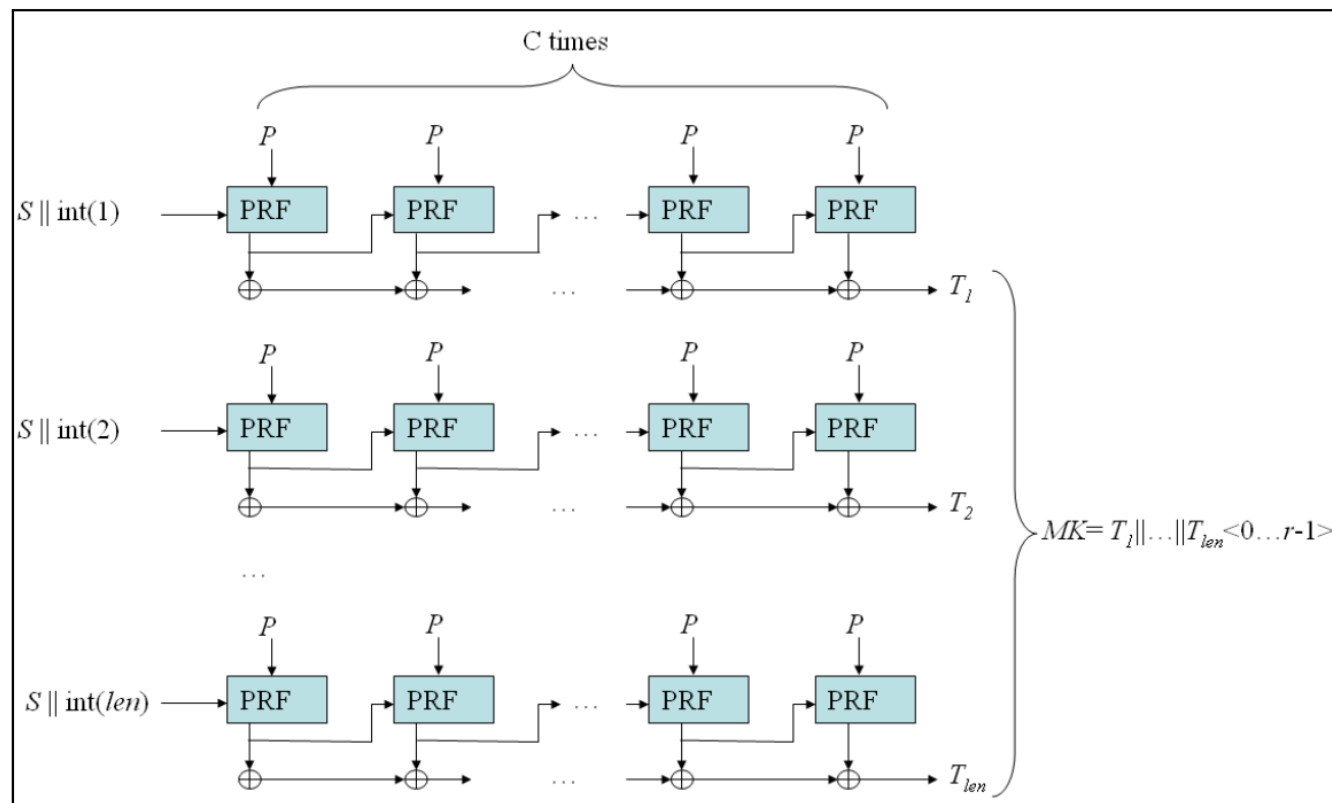 C times
P P P P
S || int(1) PRF PRF … PRF PRF
… T1
P P P P
S || int(2) PRF PRF … PRF PRF
… T2
MK= T1||…||Tlen<0…r-1>
…
P P P P
S || int(len) PRF PRF … PRF PRF
… Tlen